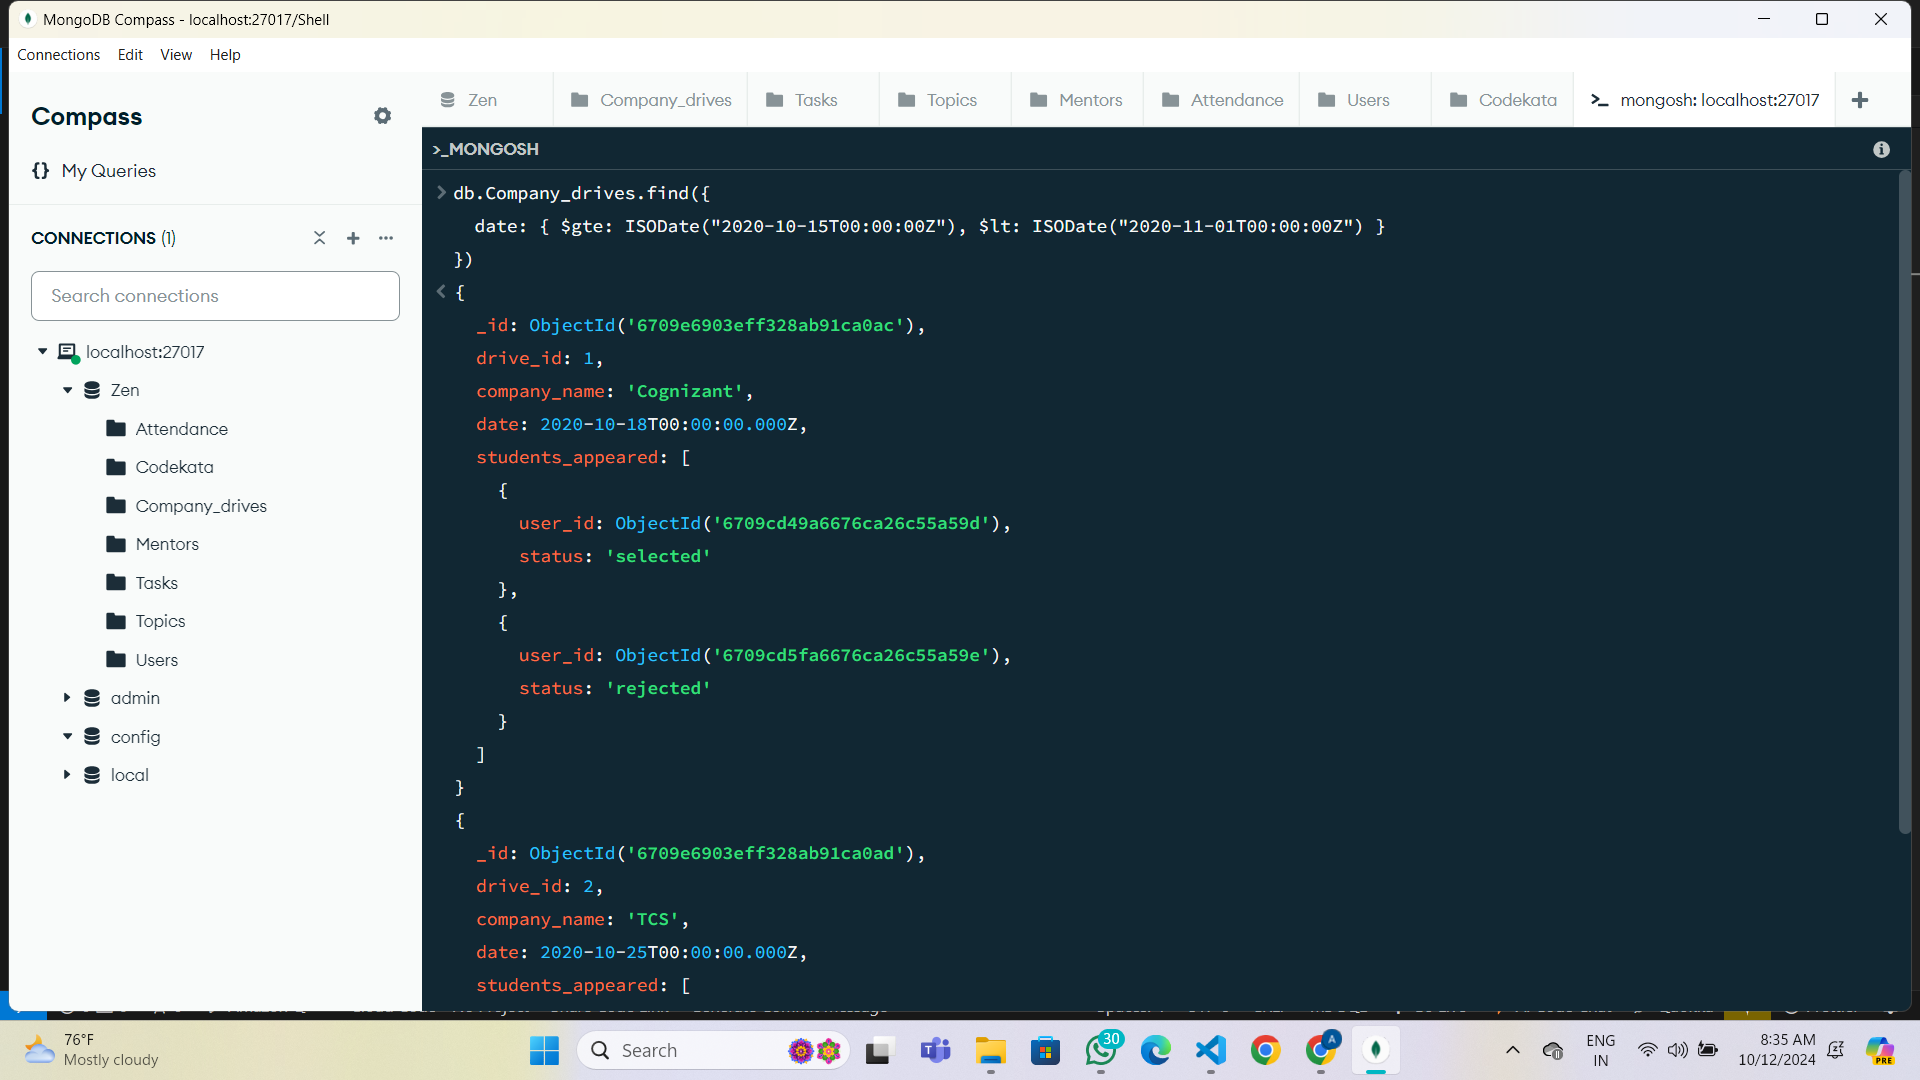 MongoDB Compass - localhost:27017/Shell
Connections Edit View Help
Compass
{} My Queries
CONNECTIONS (1)
Search connections
localhost:27017
Zen
Attendance
Codekata
Company_drives
Mentors
Tasks
Topics
Users
admin
config
local
Zen Company_drives Tasks Topics Mentors Attendance Users Codekata >_ mongosh: localhost:27017 +
>_MONGOSH
> db.Company_drives.find({
date: { $gte: ISODate("2020-10-15T00:00:00Z"), $lt: ISODate("2020-11-01T00:00:00Z") }
})
< {
_id: ObjectId('6709e6903eff328ab91ca0ac'),
drive_id: 1,
company_name: 'Cognizant',
date: 2020-10-18T00:00:00.000Z,
students_appeared: [
{
user_id: ObjectId('6709cd49a6676ca26c55a59d'),
status: 'selected'
},
{
user_id: ObjectId('6709cd5fa6676ca26c55a59e'),
status: 'rejected'
}
]
}
{
_id: ObjectId('6709e6903eff328ab91ca0ad'),
drive_id: 2,
company_name: 'TCS',
date: 2020-10-25T00:00:00.000Z,
students_appeared: [
76°F
Mostly cloudy
Search
30
A
ENG
IN
8:35 AM
10/12/2024
PRE